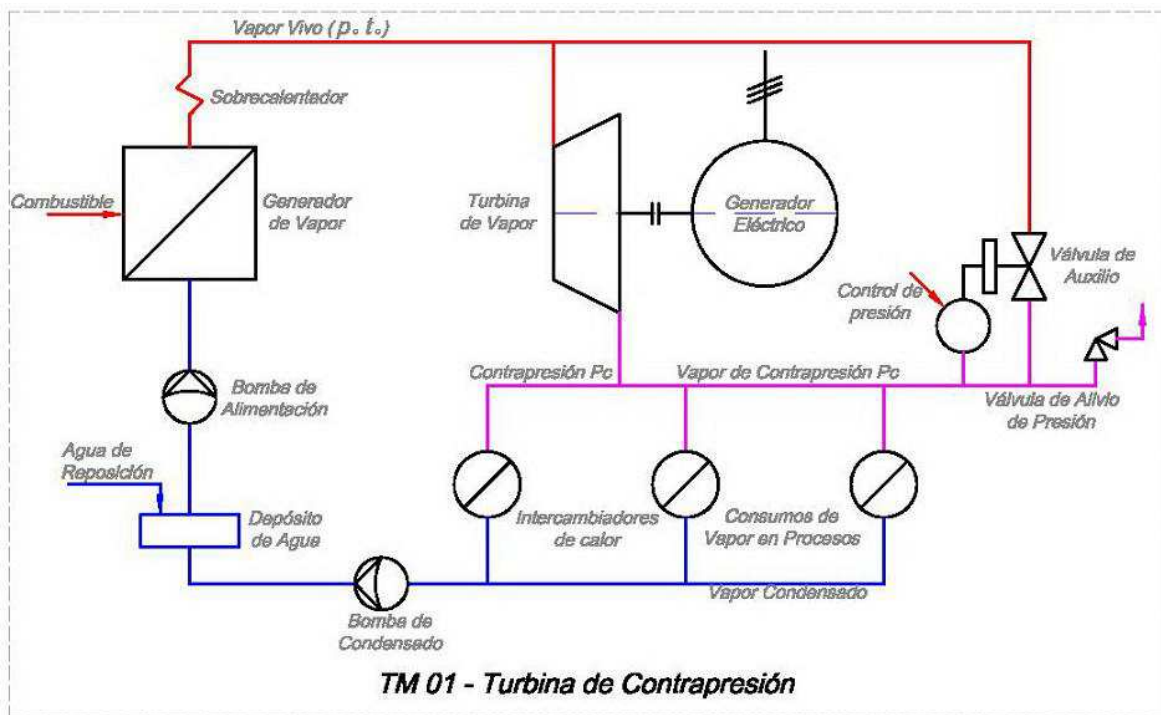 Vapor Vivo (p. t.)
Sobrecalentador
Combustible
Generador
de Vapor
Turbina
de Vapor
Generador
Eléctrico
Válvula de
Auxilio
Control de
presión
Contrapresión Pc
Vapor de Contrapresión Pc
Válvula de Alivio
de Presión
Bomba de
Alimentación
Agua de
Reposición
Depósito
de Agua
Intercambiadores
de calor
Consumos de
Vapor en Procesos
Vapor Condensado
Bomba de
Condensado
TM 01 - Turbina de Contrapresión